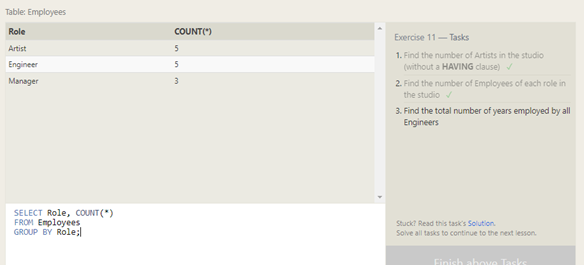 Table: Employees
Role COUNT(*)
Artist 5
Engineer 5
Manager 3
SELECT Role, COUNT(*)
FROM Employees
GROUP BY Role;
Exercise 11 — Tasks
1. Find the number of Artists in the studio
(without a HAVING clause) ✓
2. Find the number of Employees of each role in
the studio ✓
3. Find the total number of years employed by all
Engineers
Stuck? Read this task's Solution.
Solve all tasks to continue to the next lesson.
Finish above Tasks